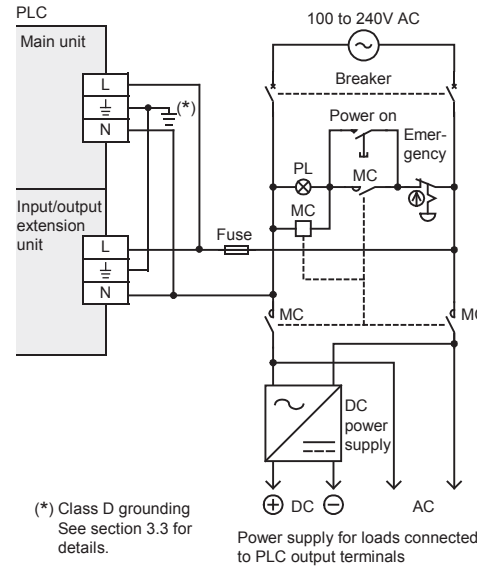 PLC
100 to 240V AC
Main unit
Breaker
L
(*)
N
Power on
Emer-
gency
PL
MC
MC
Input/output
extension
unit
Fuse
L
N
MC
MC
DC
power
supply
DC
AC
(*) Class D grounding
See section 3.3 for
details.
Power supply for loads connected
to PLC output terminals